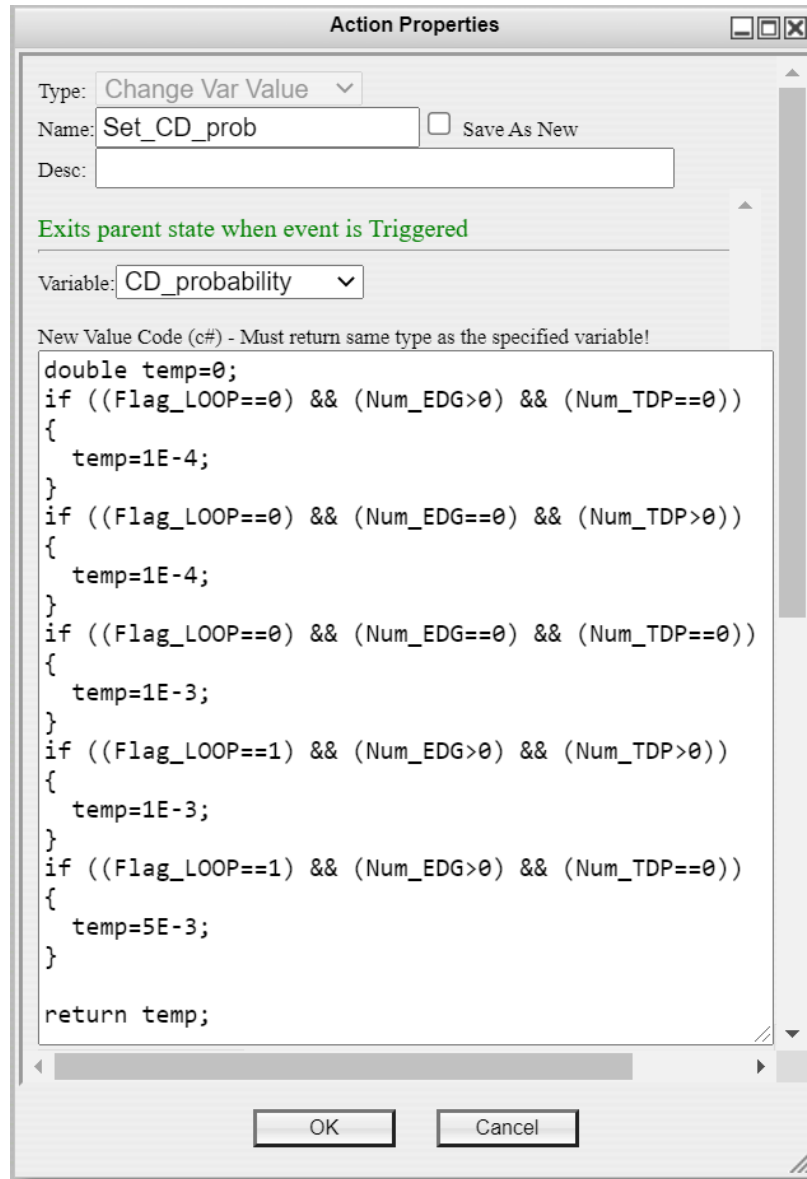 Action Properties
Type: Change Var Value
Name: Set_CD_prob Save As New
Desc:
Exits parent state when event is Triggered
Variable: CD_probability
New Value Code (c#) - Must return same type as the specified variable!
double temp=0;
if ((Flag_LOOP==0) && (Num_EDG>0) && (Num_TDP==0))
{
  temp=1E-4;
}
if ((Flag_LOOP==0) && (Num_EDG==0) && (Num_TDP>0))
{
  temp=1E-4;
}
if ((Flag_LOOP==0) && (Num_EDG==0) && (Num_TDP==0))
{
  temp=1E-3;
}
if ((Flag_LOOP==1) && (Num_EDG>0) && (Num_TDP>0))
{
  temp=1E-3;
}
if ((Flag_LOOP==1) && (Num_EDG>0) && (Num_TDP==0))
{
  temp=5E-3;
}
return temp;
OK Cancel